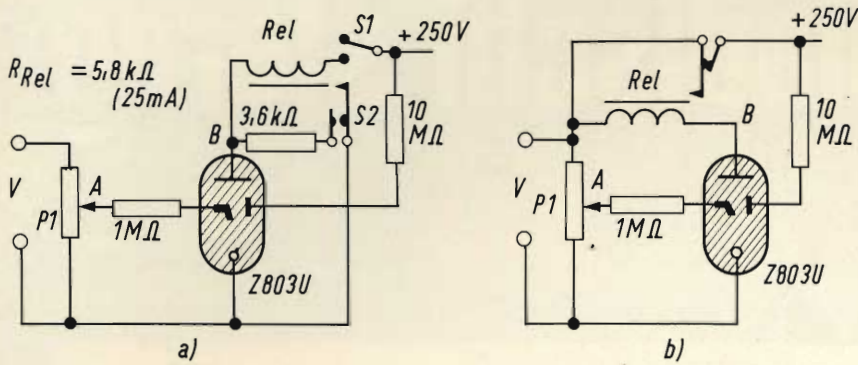 R_Rel = 5,8 kΩ
(25mA)
Rel
S1
+ 250V
B
3,6 kΩ
S2
10
MΩ
V
P1
A
1MΩ
Z803U
a)
+ 250V
Rel
B
10
MΩ
V
P1
A
1MΩ
Z803U
b)